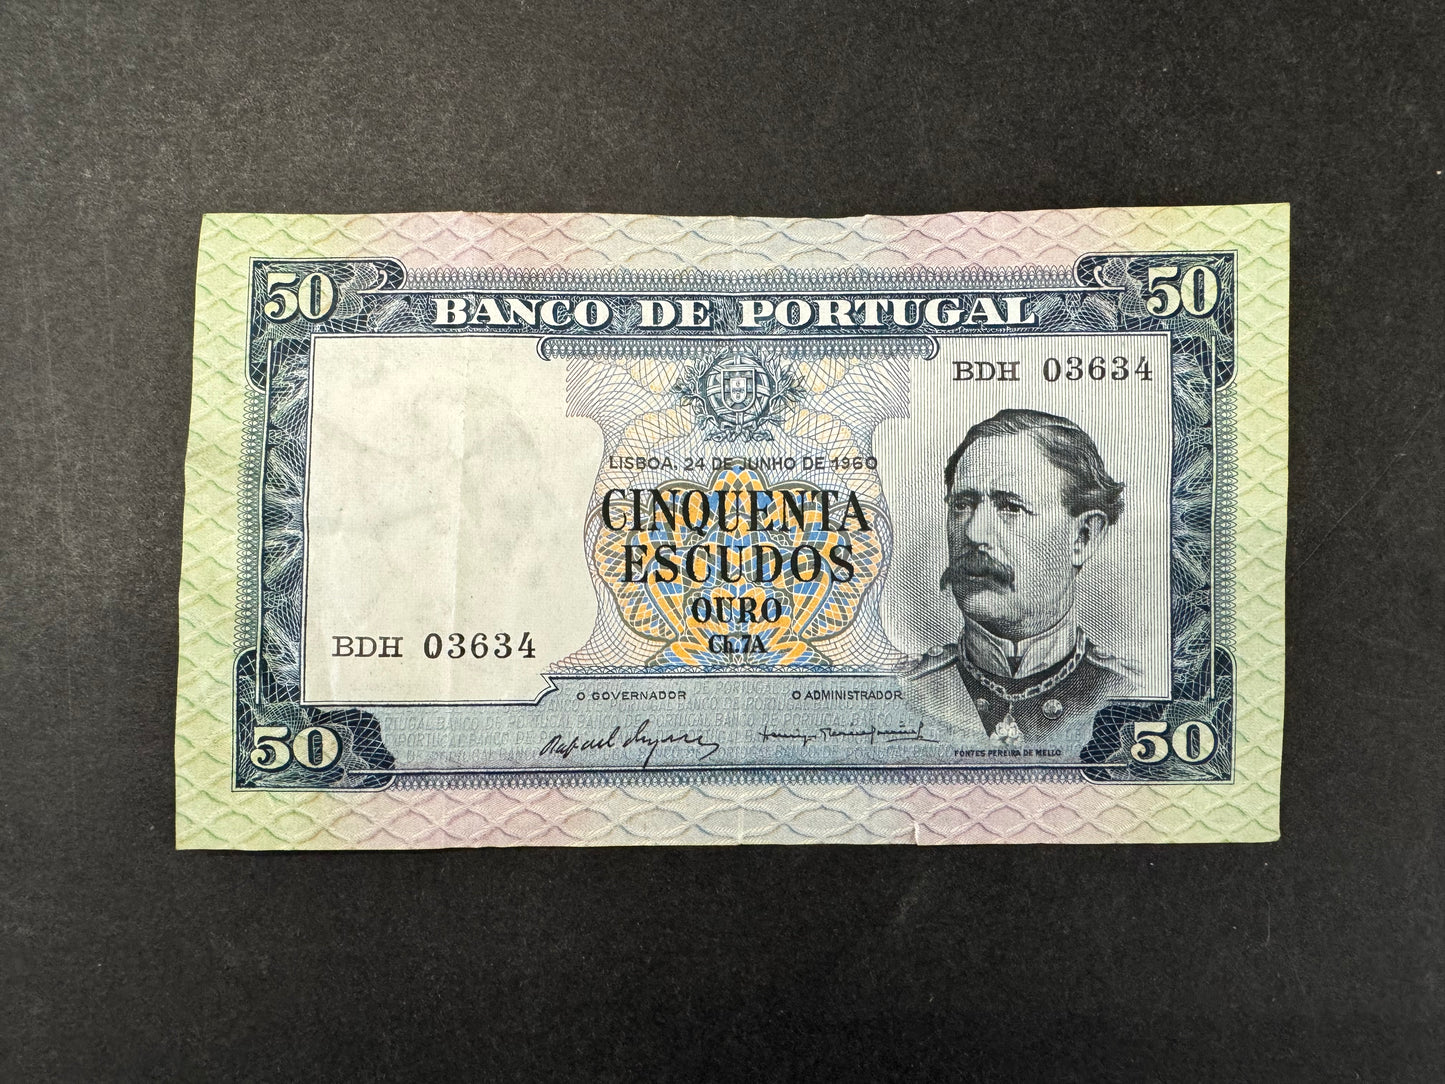 50 50
BANCO DE PORTUGAL
BDH 03634
LISBOA, 24 DE JUNHO DE 1960
CINQUENTA
ESCUDOS
OURO
Ch.7A
BDH 03634
O GOVERNADOR O ADMINISTRADOR
FONTES PEREIRA DE MELLO
50 50